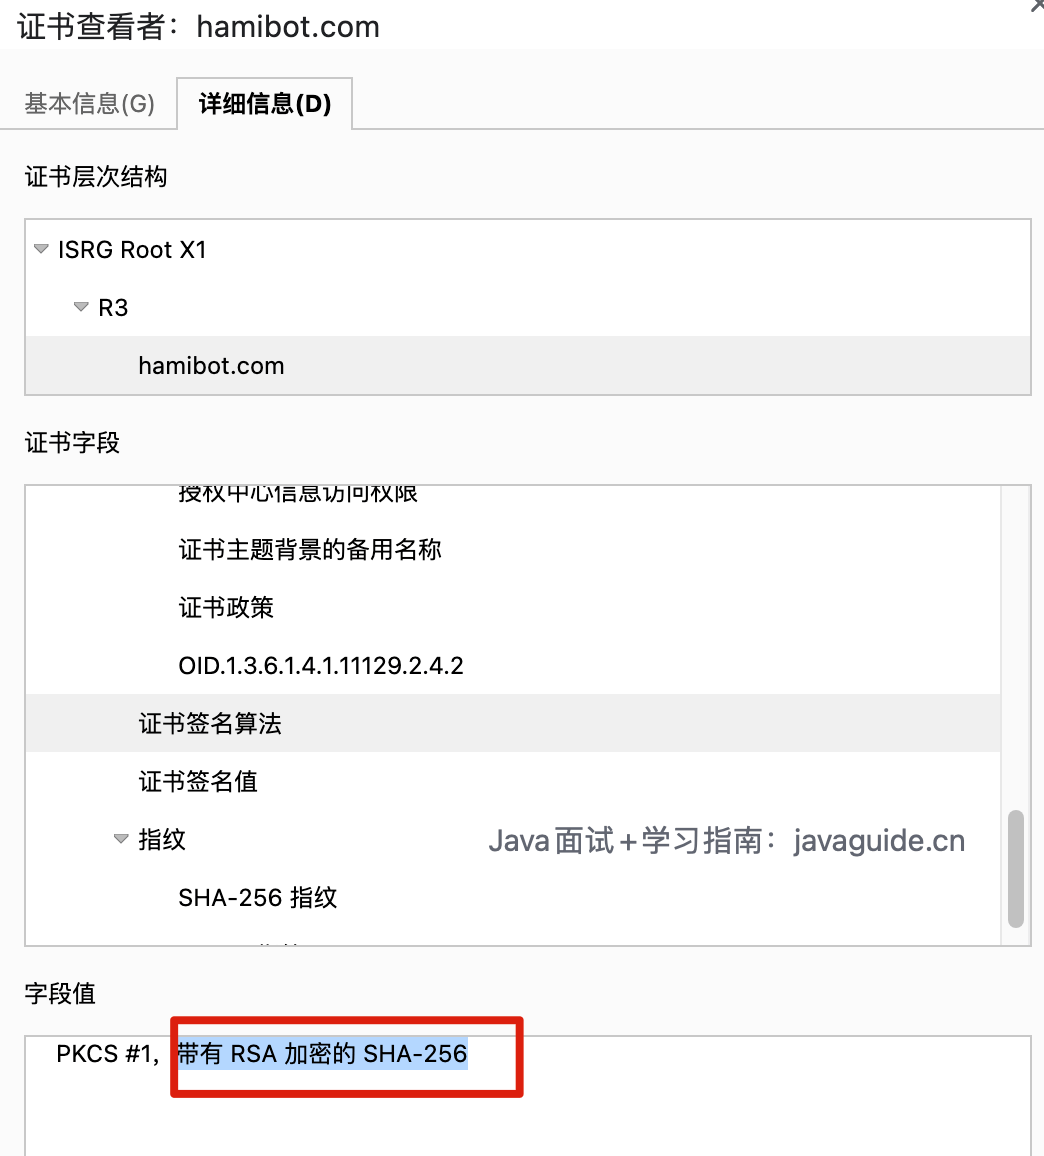 证书查看者：hamibot.com
基本信息(G)
详细信息(D)
证书层次结构
ISRG Root X1
R3
hamibot.com
证书字段
授权中心信息访问权限
证书主题背景的备用名称
证书政策
OID.1.3.6.1.4.1.11129.2.4.2
证书签名算法
证书签名值
指纹
Java面试+学习指南：javaguide.cn
SHA-256 指纹
字段值
PKCS #1，带有 RSA 加密的 SHA-256